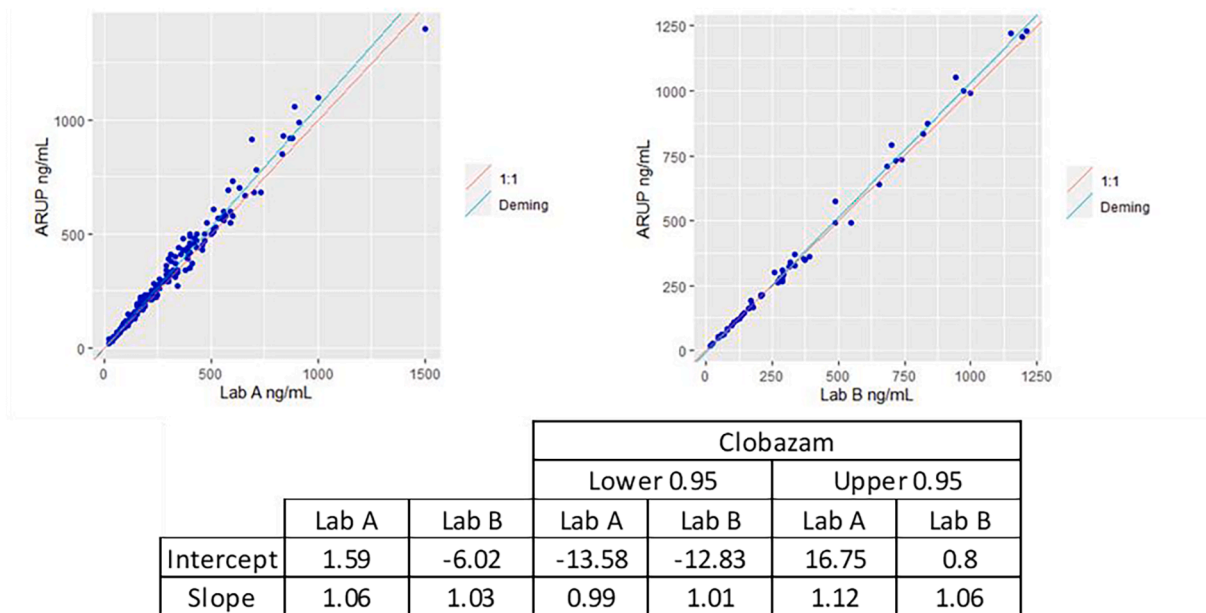 1000
500
0
ARUP ng/mL
0 500 1000 1500
Lab A ng/mL
1:1
Deming
1250
1000
750
500
250
0
ARUP ng/mL
0 250 500 750 1000 1250
Lab B ng/mL
1:1
Deming
Clobazam
Lower 0.95 Upper 0.95
Lab A Lab B Lab A Lab B Lab A Lab B
Intercept 1.59 -6.02 -13.58 -12.83 16.75 0.8
Slope 1.06 1.03 0.99 1.01 1.12 1.06